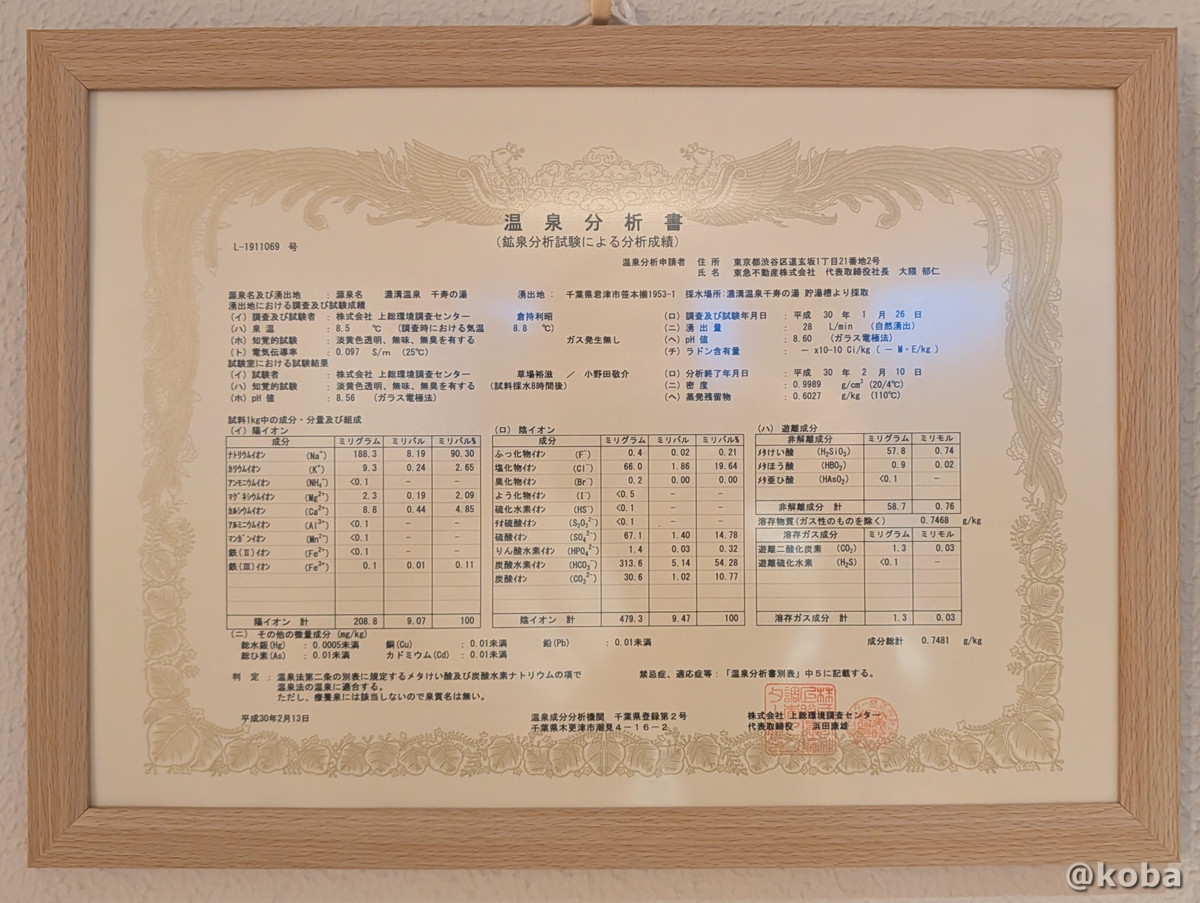 温泉分析書
(鉱泉分析試験による分析成績)
L-1911069 号
温泉分析申請者 住 所 東京都渋谷区道玄坂1丁目21番地2号
氏 名 東急不動産株式会社 代表取締役社長 大隈 郁仁
源泉名及び湧出地 : 源泉名 濃溝温泉 千寿の湯 湧出地 : 千葉県君津市笹本擶1953-1 採水場所:濃溝温泉千寿の湯 貯湯槽より採取
湧出地における調査及び試験成績
(イ) 調査及び試験者 : 株式会社 上総環境調査センター 倉持利昭 (ロ) 調査及び試験年月日 : 平成 30 年 1 月 26 日
(ハ) 泉 温 : 8.5 ℃ (調査時における気温 8.8 ℃) (ニ) 湧 出 量 : 28 L/min (自然湧出)
(ホ) 知覚的試験 : 淡黄色透明、無味、無臭を有する ガス発生無し (ヘ) pH 値 : 8.60 (ガラス電極法)
(ト) 電気伝導率 : 0.097 S/m (25℃) (チ) ラドン含有量 : - x10-10 Ci/kg ( - M・E/kg )
試験室における試験結果
(イ) 試験者 : 株式会社 上総環境調査センター 草場裕滋 / 小野田敬介 (ロ) 分析終了年月日 : 平成 30 年 2 月 10 日
(ハ) 知覚的試験 : 淡黄色透明、無味、無臭を有する (試料採水8時間後) (ニ) 密 度 : 0.9989 g/cm3 (20/4℃)
(ホ) pH 値 : 8.56 (ガラス電極法) (ヘ) 蒸発残留物 : 0.6027 g/kg (110℃)
試料1kg中の成分・分量及び組成
(イ) 陽イオン
成分 ミリグラム ミリバル ミリバル%
ナトリウムイオン (Na+) 188.3 8.19 90.30
カリウムイオン (K+) 9.3 0.24 2.65
アンモニウムイオン (NH4+) <0.1 - -
マグネシウムイオン (Mg2+) 2.3 0.19 2.09
カルシウムイオン (Ca2+) 8.8 0.44 4.85
アルミニウムイオン (Al3+) <0.1 - -
マンガンイオン (Mn2+) <0.1 - -
鉄(Ⅱ)イオン (Fe2+) <0.1 - -
鉄(Ⅲ)イオン (Fe3+) 0.1 0.01 0.11
陽イオン 計 208.8 9.07 100
(ロ) 陰イオン
成分 ミリグラム ミリバル ミリバル%
ふっ化物イオン (F-) 0.4 0.02 0.21
塩化物イオン (Cl-) 66.0 1.86 19.64
臭化物イオン (Br-) 0.2 0.00 0.00
よう化物イオン (I-) <0.5 - -
硫化水素イオン (HS-) <0.1 - -
チオ硫酸イオン (S2O32-) <0.1 - -
硫酸イオン (SO42-) 67.1 1.40 14.78
りん酸水素イオン (HPO42-) 1.4 0.03 0.32
炭酸水素イオン (HCO3-) 313.6 5.14 54.28
炭酸イオン (CO32-) 30.6 1.02 10.77
陰イオン 計 479.3 9.47 100
(ハ) 遊離成分
非解離成分 ミリグラム ミリモル
メタけい酸 (H2SiO3) 57.8 0.74
メタほう酸 (HBO2) 0.9 0.02
メタ亜ひ酸 (HAsO2) <0.1 -
非解離成分 計 58.7 0.76
溶存物質(ガス性のものを除く) 0.7468 g/kg
溶存ガス成分 ミリグラム ミリモル
遊離二酸化炭素 (CO2) 1.3 0.03
遊離硫化水素 (H2S) <0.1 -
溶存ガス成分 計 1.3 0.03
成分総計 0.7481 g/kg
(ニ) その他の微量成分 (mg/kg)
総水銀(Hg) : 0.0005未満 銅(Cu) : 0.01未満 鉛(Pb) : 0.01未満
総ひ素(As) : 0.01未満 カドミウム(Cd) : 0.01未満
判 定 : 温泉法第二条の別表に規定するメタけい酸及び炭酸水素ナトリウムの項で
温泉法の温泉に適合する。
ただし、療養泉には該当しないので泉質名は無い。
禁忌症、適応症等:「温泉分析書別表」中5に記載する。
平成30年2月13日
温泉成分分析機関 千葉県登録第2号
千葉県木更津市潮見4-16-2
株式会社 上総環境調査センター
代表取締役 浜田康雄
@koba